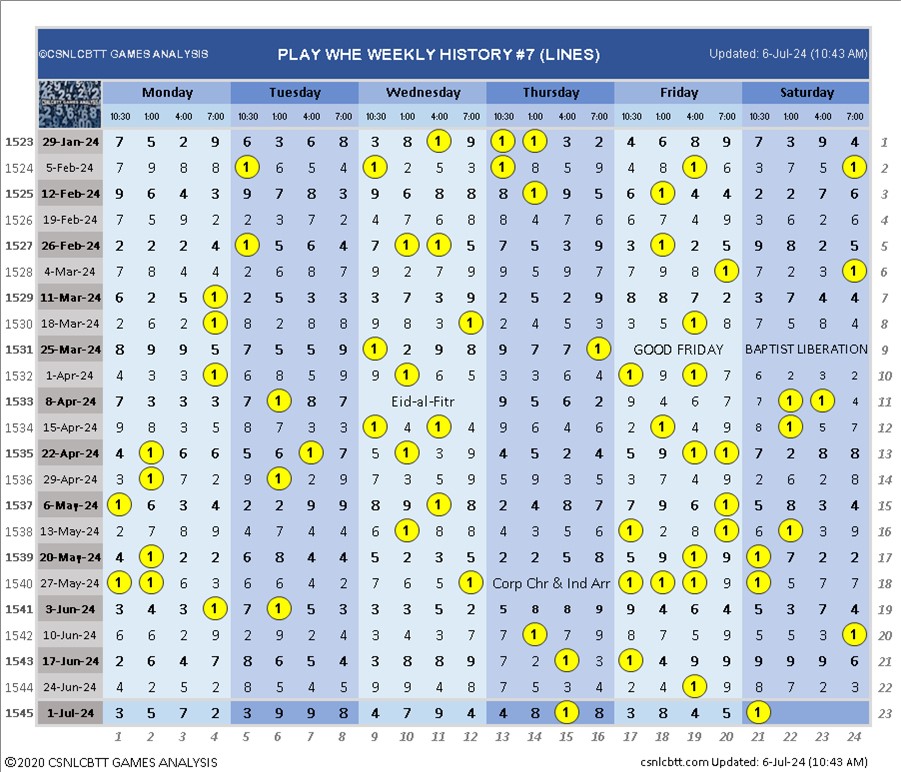 ©CSNLCBTT GAMES ANALYSIS PLAY WHE WEEKLY HISTORY #7 (LINES) Updated: 6-Jul-24 (10:43 AM)
Monday Tuesday Wednesday Thursday Friday Saturday
10:30 1:00 4:00 7:00 10:30 1:00 4:00 7:00 10:30 1:00 4:00 7:00 10:30 1:00 4:00 7:00 10:30 1:00 4:00 7:00 10:30 1:00 4:00 7:00
1523 29-Jan-24 7 5 2 9 6 3 6 8 3 8 1 9 1 1 3 2 4 6 8 9 7 3 9 4 1
1524 5-Feb-24 7 9 8 8 1 6 5 4 1 2 5 3 1 8 5 9 4 8 1 6 3 7 5 1 2
1525 12-Feb-24 9 6 4 3 9 7 8 3 9 6 8 8 8 1 9 5 6 1 4 4 2 2 7 6 3
1526 19-Feb-24 7 5 9 2 2 3 7 2 4 7 6 8 8 4 7 6 6 7 4 9 3 6 2 6 4
1527 26-Feb-24 2 2 2 4 1 5 6 4 7 1 1 5 7 5 3 9 3 1 2 5 9 8 2 5 5
1528 4-Mar-24 7 8 4 4 2 6 8 7 9 2 7 9 9 5 9 7 7 9 8 1 7 2 3 1 6
1529 11-Mar-24 6 2 5 1 2 5 3 3 3 7 3 9 2 5 2 9 8 8 7 2 3 7 4 4 7
1530 18-Mar-24 2 6 2 1 8 2 8 8 9 8 3 1 2 4 5 3 3 5 1 8 7 5 8 4 8
1531 25-Mar-24 8 9 9 5 7 5 5 9 1 2 9 8 9 7 7 1 GOOD FRIDAY BAPTIST LIBERATION 9
1532 1-Apr-24 4 3 3 1 6 8 5 9 9 1 6 5 3 3 6 4 1 9 1 7 6 2 3 2 10
1533 8-Apr-24 7 3 3 3 7 1 8 7 Eid-al-Fitr 9 5 6 2 9 4 6 7 7 1 1 4 11
1534 15-Apr-24 9 8 3 5 8 7 3 3 1 4 1 4 9 6 4 6 2 1 4 9 8 1 5 7 12
1535 22-Apr-24 4 1 6 6 5 6 1 7 5 1 3 9 4 5 2 4 5 9 1 1 7 2 8 8 13
1536 29-Apr-24 3 1 7 2 9 1 2 9 7 5 3 9 5 9 5 3 3 7 4 9 2 6 2 8 14
1537 6-May-24 1 6 3 4 2 2 9 9 8 9 1 8 2 4 8 7 7 9 6 1 5 8 3 4 15
1538 13-May-24 2 7 8 9 4 7 4 4 6 1 8 8 4 3 5 6 1 2 8 1 6 1 3 9 16
1539 20-May-24 4 1 2 2 6 8 4 4 5 2 3 5 2 2 5 8 5 9 1 9 1 7 2 2 17
1540 27-May-24 1 1 6 3 6 6 4 2 7 6 5 1 Corp Chr & Ind Arr 1 1 1 9 1 5 7 7 18
1541 3-Jun-24 3 4 3 1 6 1 5 3 3 3 5 2 5 8 8 9 9 4 6 4 5 3 7 4 19
1542 10-Jun-24 6 6 2 9 2 9 2 4 3 4 3 7 7 1 7 9 8 7 5 9 5 5 3 1 20
1543 17-Jun-24 2 6 4 7 8 6 5 4 3 8 8 9 7 2 1 3 1 4 9 9 9 9 9 6 21
1544 24-Jun-24 4 2 5 2 8 5 4 5 9 9 4 8 7 5 3 4 2 4 1 9 8 7 2 3 22
1545 1-Jul-24 3 5 7 2 3 9 9 8 4 7 9 4 4 8 1 8 3 8 4 5 1 23
1 2 3 4 5 6 7 8 9 10 11 12 13 14 15 16 17 18 19 20 21 22 23 24
©2020 CSNLCBTT GAMES ANALYSIS csnlcbtt.com Updated: 6-Jul-24 (10:43 AM)